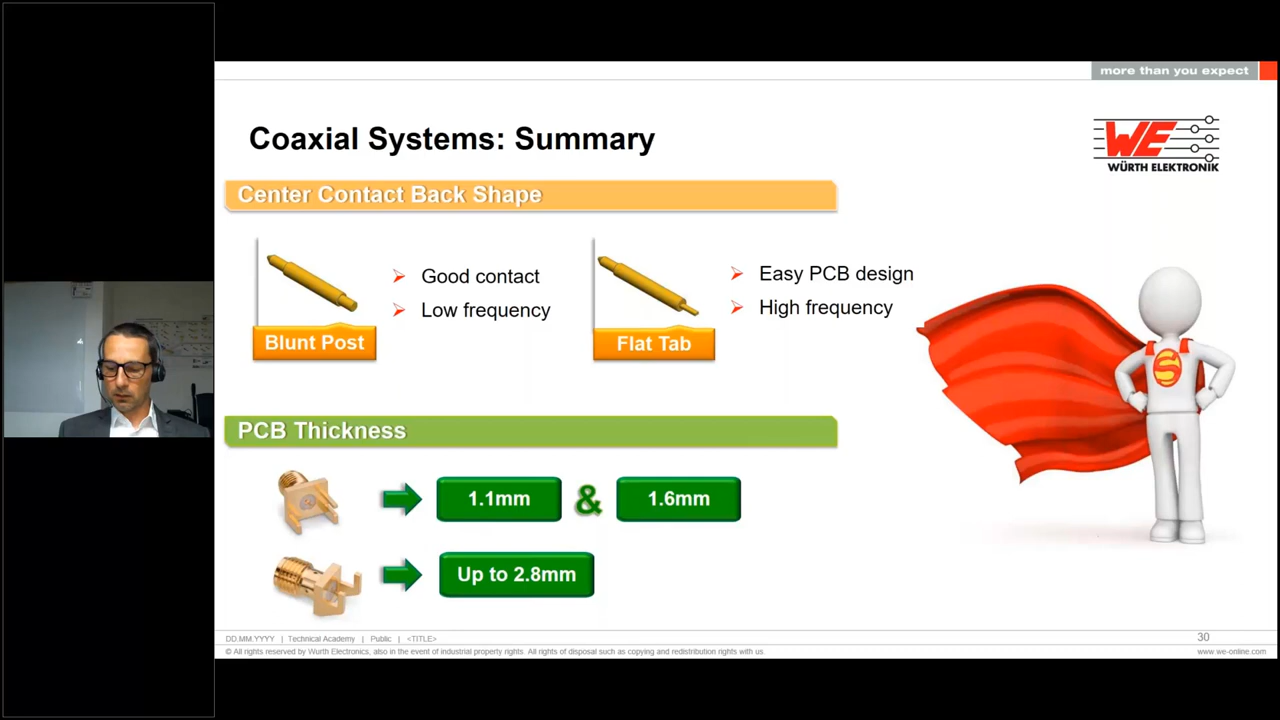 more than you expect
Coaxial Systems: Summary
WE
WÜRTH ELEKTRONIK
Center Contact Back Shape
Good contact
Low frequency
Blunt Post
Easy PCB design
High frequency
Flat Tab
S
PCB Thickness
1.1mm & 1.6mm
Up to 2.8mm
DD.MM.YYYY | Technical Academy | Public | <TITLE>
30
© All rights reserved by Wurth Electronics, also in the event of industrial property rights. All rights of disposal such as copying and redistribution rights with us.
www.we-online.com